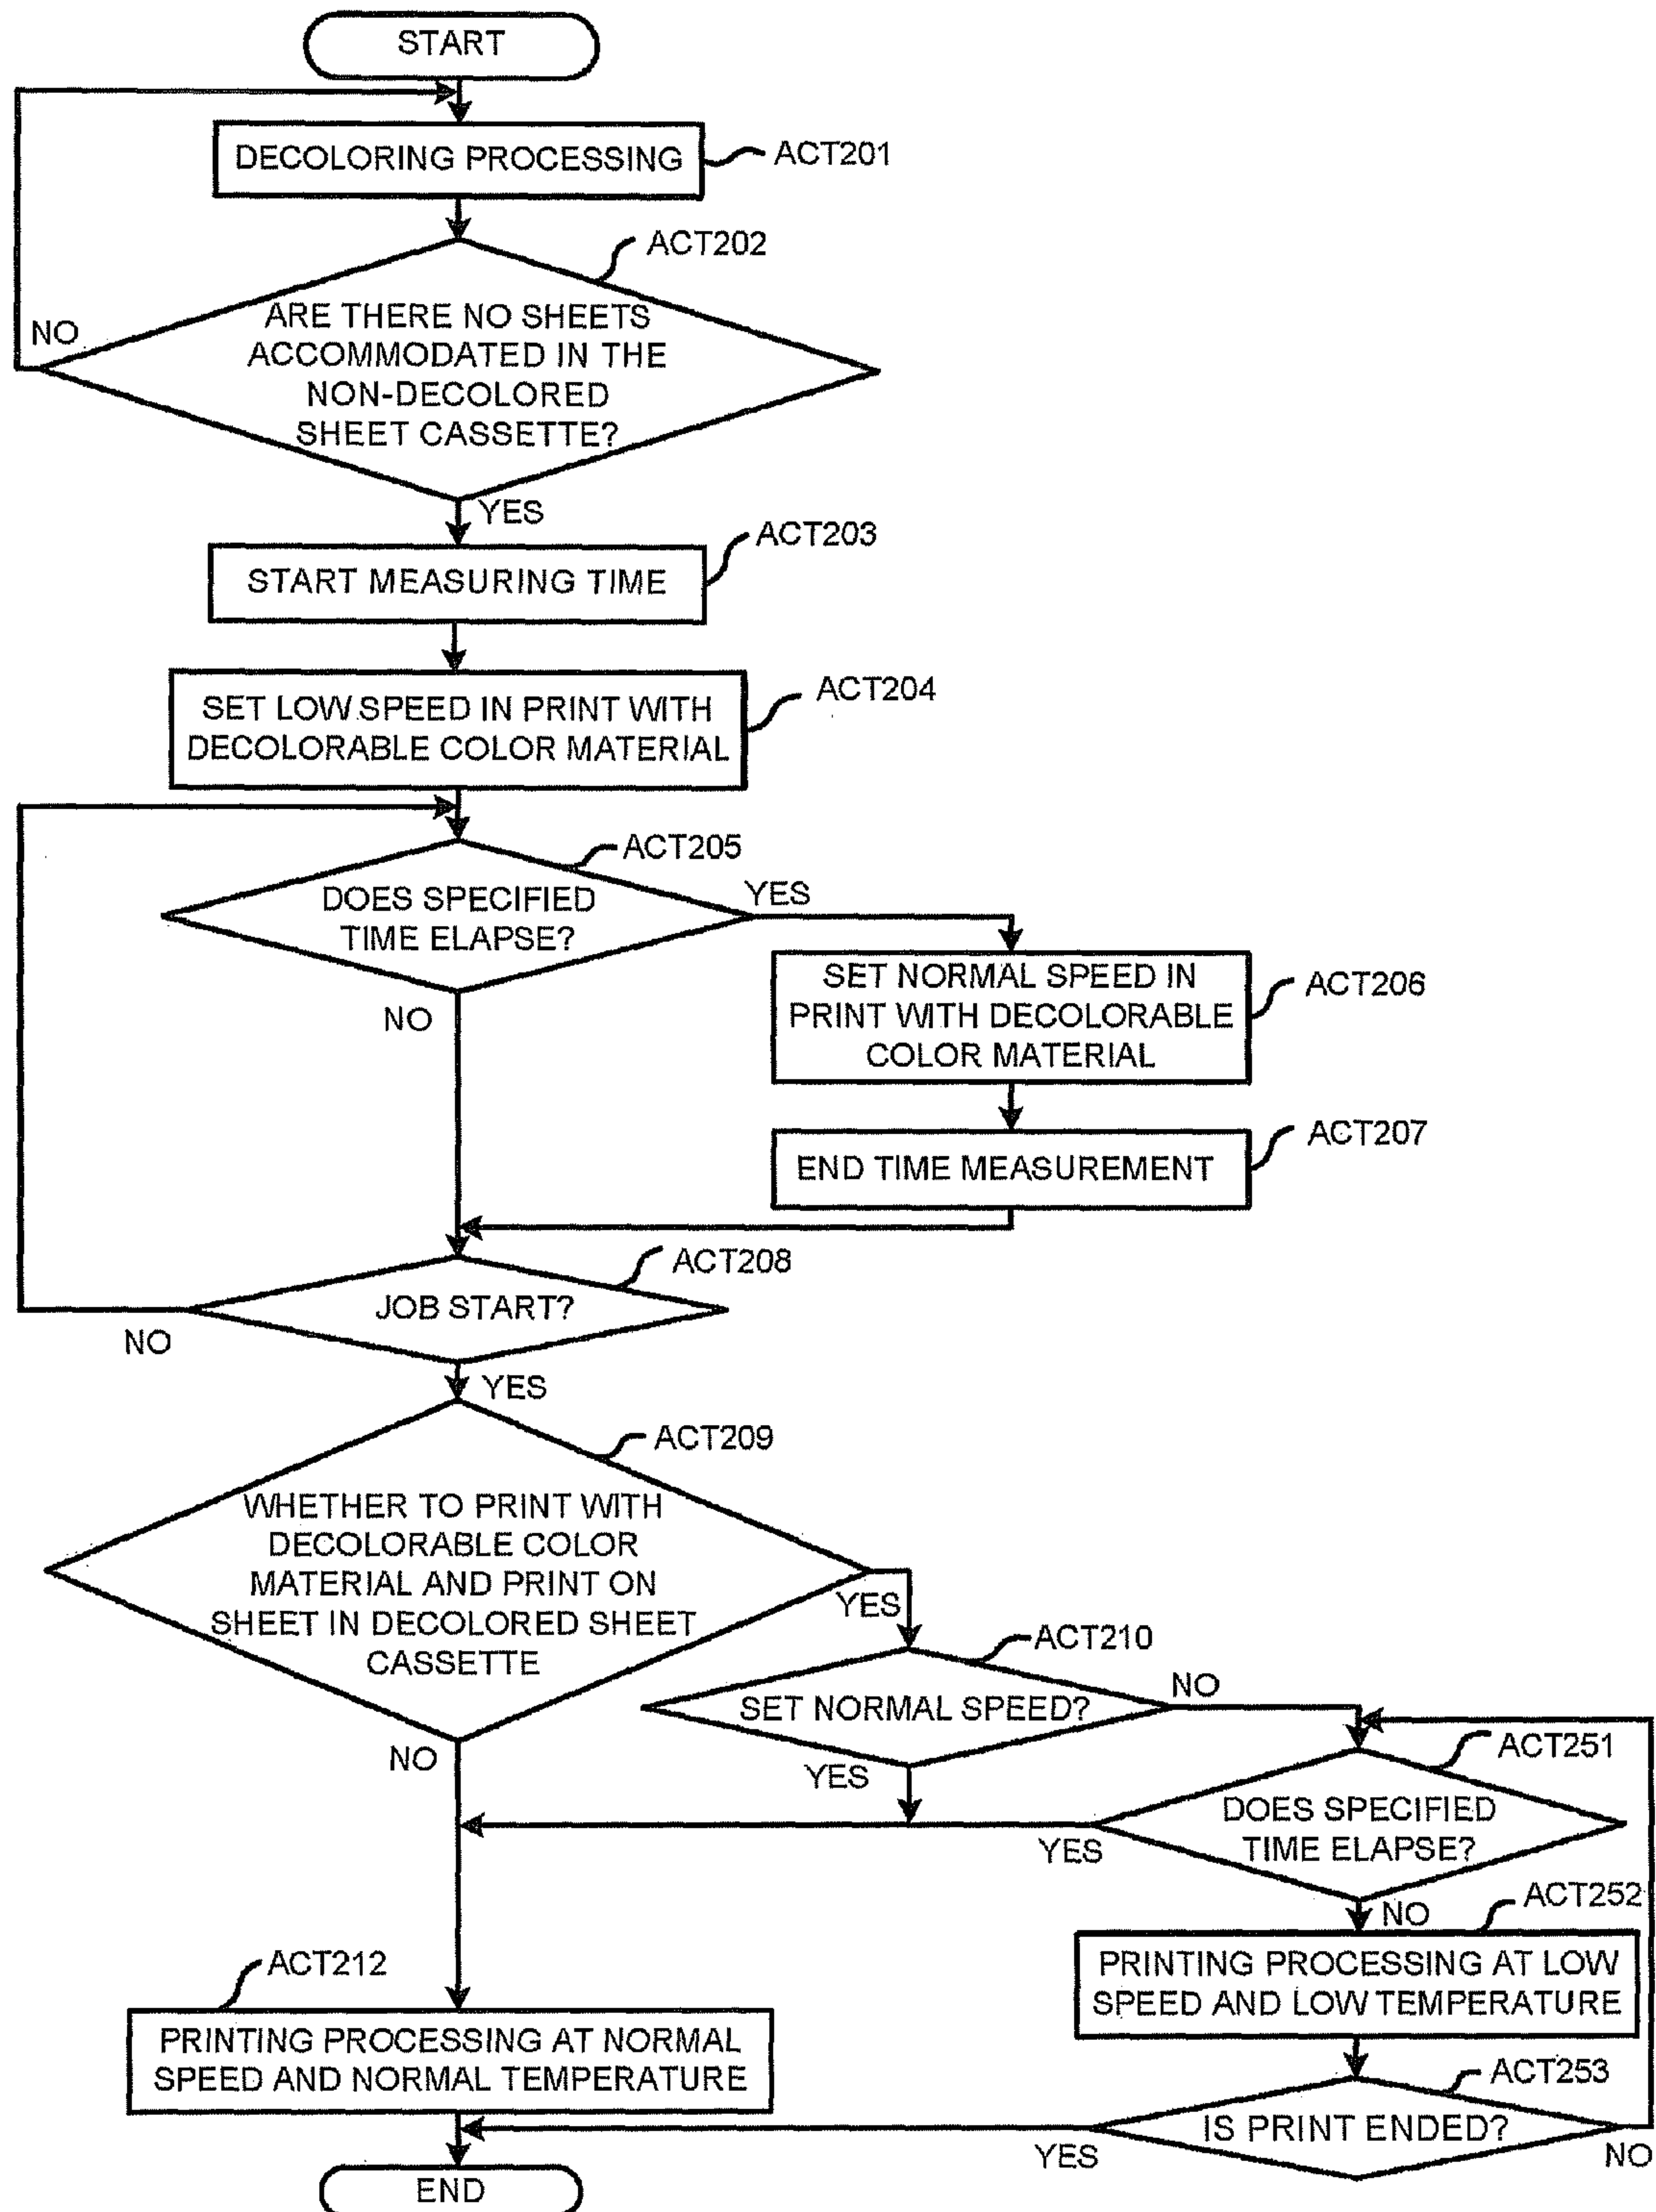 START
DECOLORING PROCESSING
ACT201
ACT202
ARE THERE NO SHEETS
ACCOMMODATED IN THE
NON-DECOLORED
SHEET CASSETTE?
NO
YES
ACT203
START MEASURING TIME
ACT204
SET LOW SPEED IN PRINT WITH
DECOLORABLE COLOR MATERIAL
ACT205
DOES SPECIFIED
TIME ELAPSE?
YES
NO
SET NORMAL SPEED IN
PRINT WITH DECOLORABLE
COLOR MATERIAL
ACT206
END TIME MEASUREMENT
ACT207
ACT208
JOB START?
NO
YES
ACT209
WHETHER TO PRINT WITH
DECOLORABLE COLOR
MATERIAL AND PRINT ON
SHEET IN DECOLORED SHEET
CASSETTE
YES
NO
ACT210
SET NORMAL SPEED?
NO
YES
ACT251
DOES SPECIFIED
TIME ELAPSE?
YES
NO
ACT252
PRINTING PROCESSING AT LOW
SPEED AND LOW TEMPERATURE
ACT212
PRINTING PROCESSING AT NORMAL
SPEED AND NORMAL TEMPERATURE
ACT253
IS PRINT ENDED?
YES
NO
END